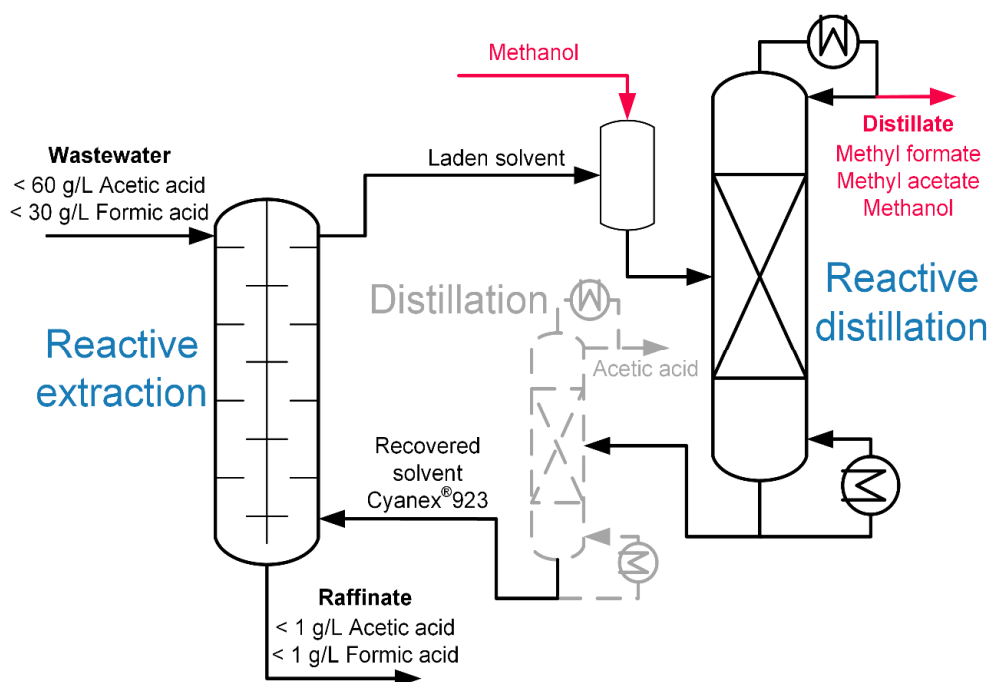 Methanol
Wastewater
< 60 g/L Acetic acid
< 30 g/L Formic acid
Laden solvent
Distillate
Methyl formate
Methyl acetate
Methanol
Reactive
extraction
Distillation
Acetic acid
Reactive
distillation
Recovered
solvent
Cyanex®923
Raffinate
< 1 g/L Acetic acid
< 1 g/L Formic acid